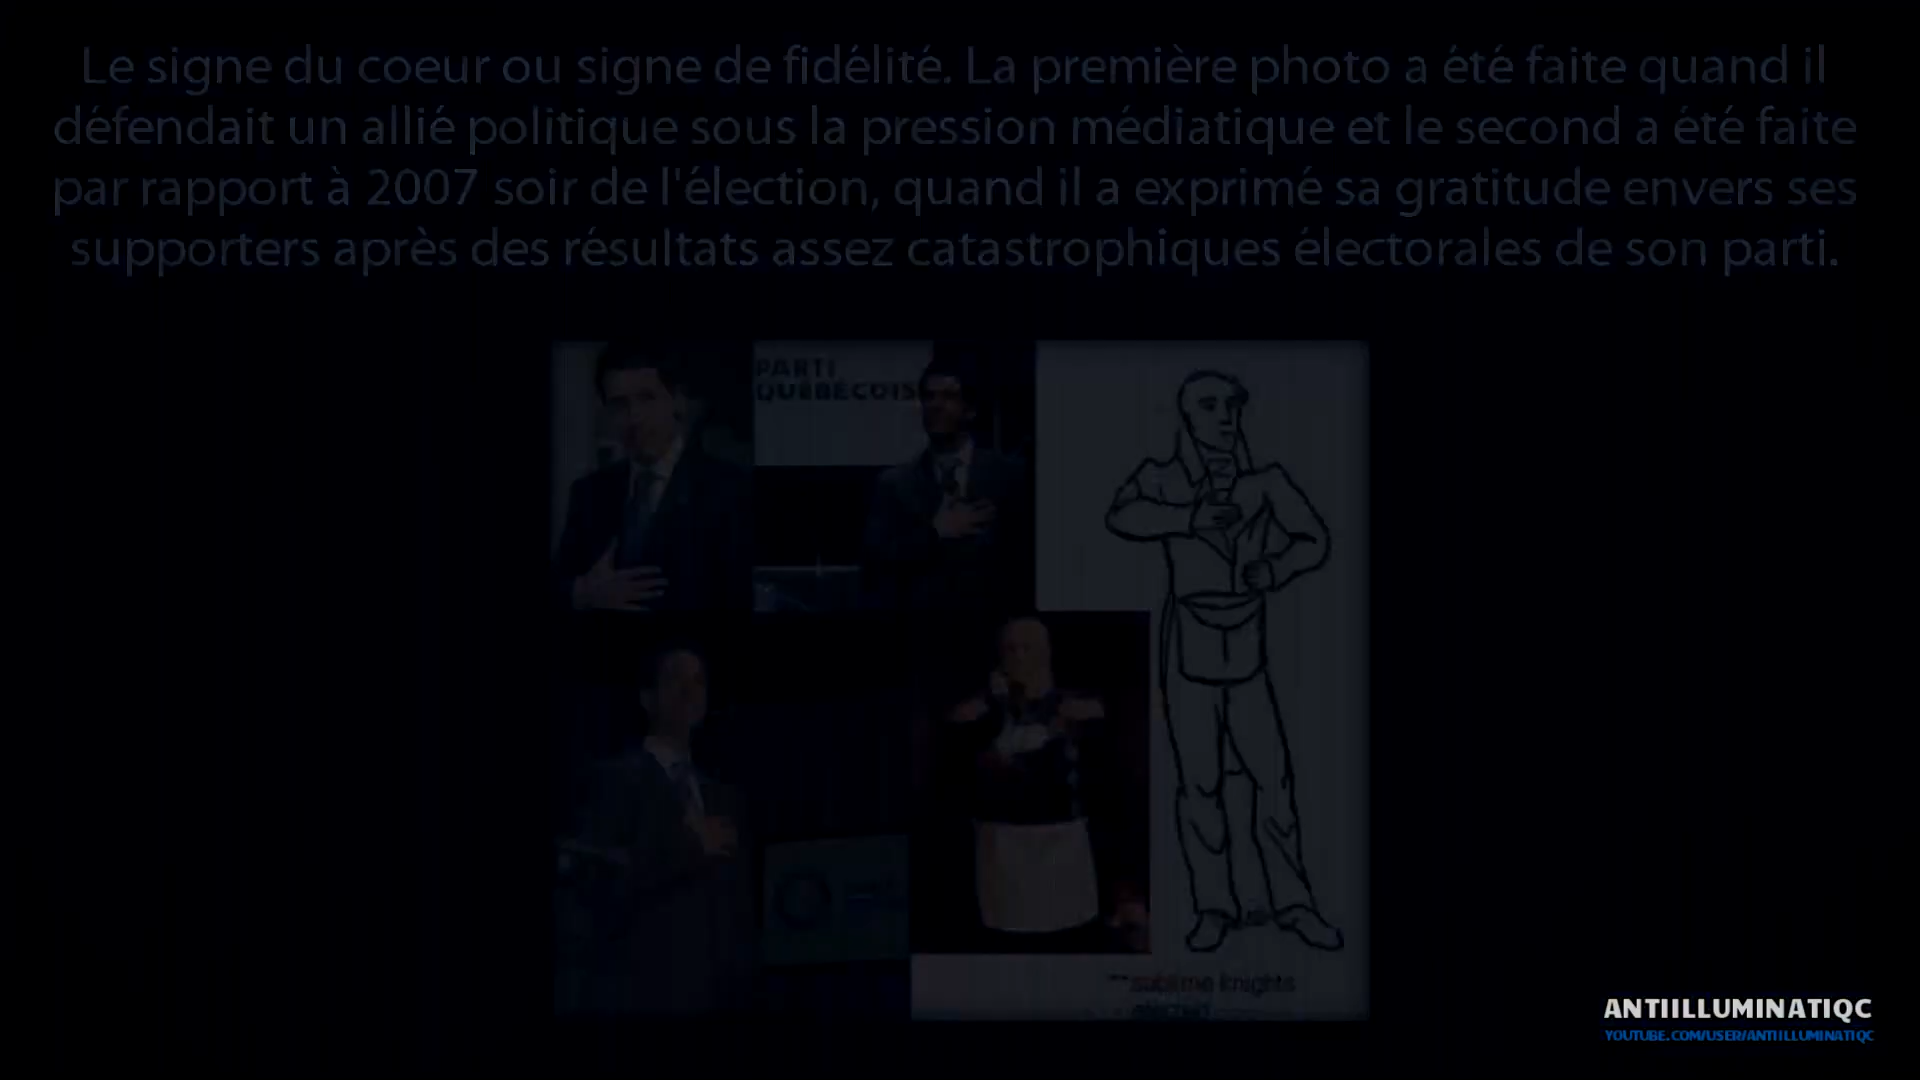 Le signe du coeur ou signe de fidélité. La première photo a été faite quand il
défendait un allié politique sous la pression médiatique et le second a été faite
par rapport à 2007 soir de l'élection, quand il a exprimé sa gratitude envers ses
supporters après des résultats assez catastrophiques électorales de son parti.
PARTI
QUÉBÉCOIS
sublime knights
ANTIILLUMINATIQC
YOUTUBE.COM/USER/ANTIILLUMINATIQC